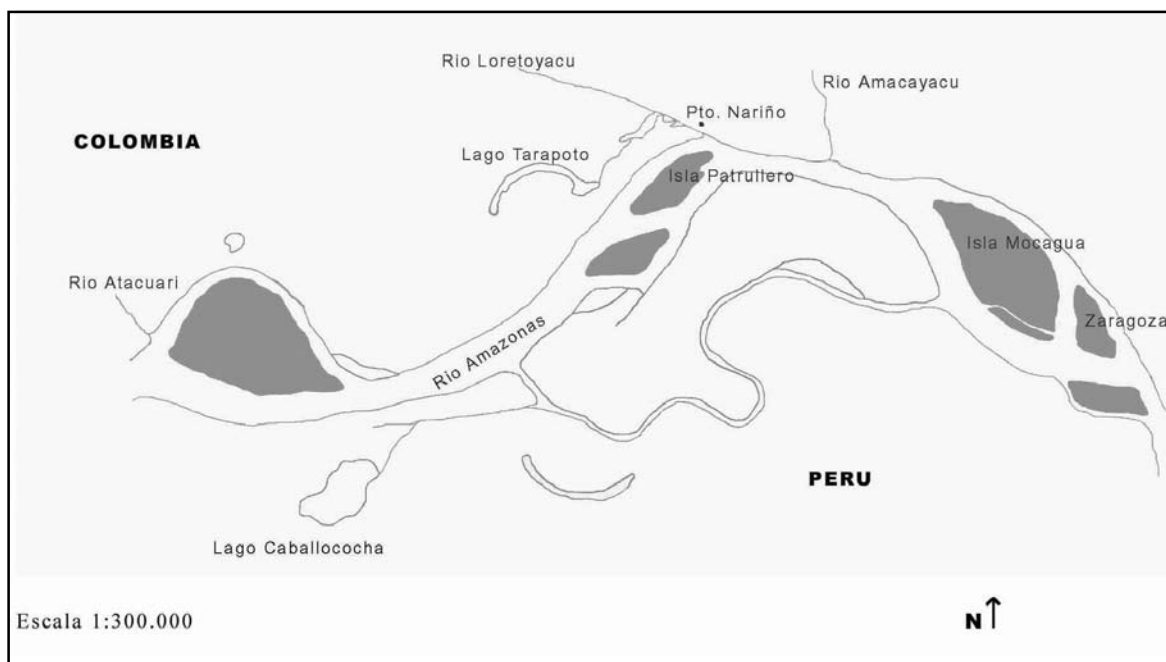 Rio Loretoyacu
Rio Amacayacu
Pto. Nariño
COLOMBIA
Lago Tarapoto
Isla Patrullero
Isla Mocagua
Rio Atacuari
Zaragoza
Rio Amazonas
PERU
Lago Caballococha
Escala 1:300.000
N